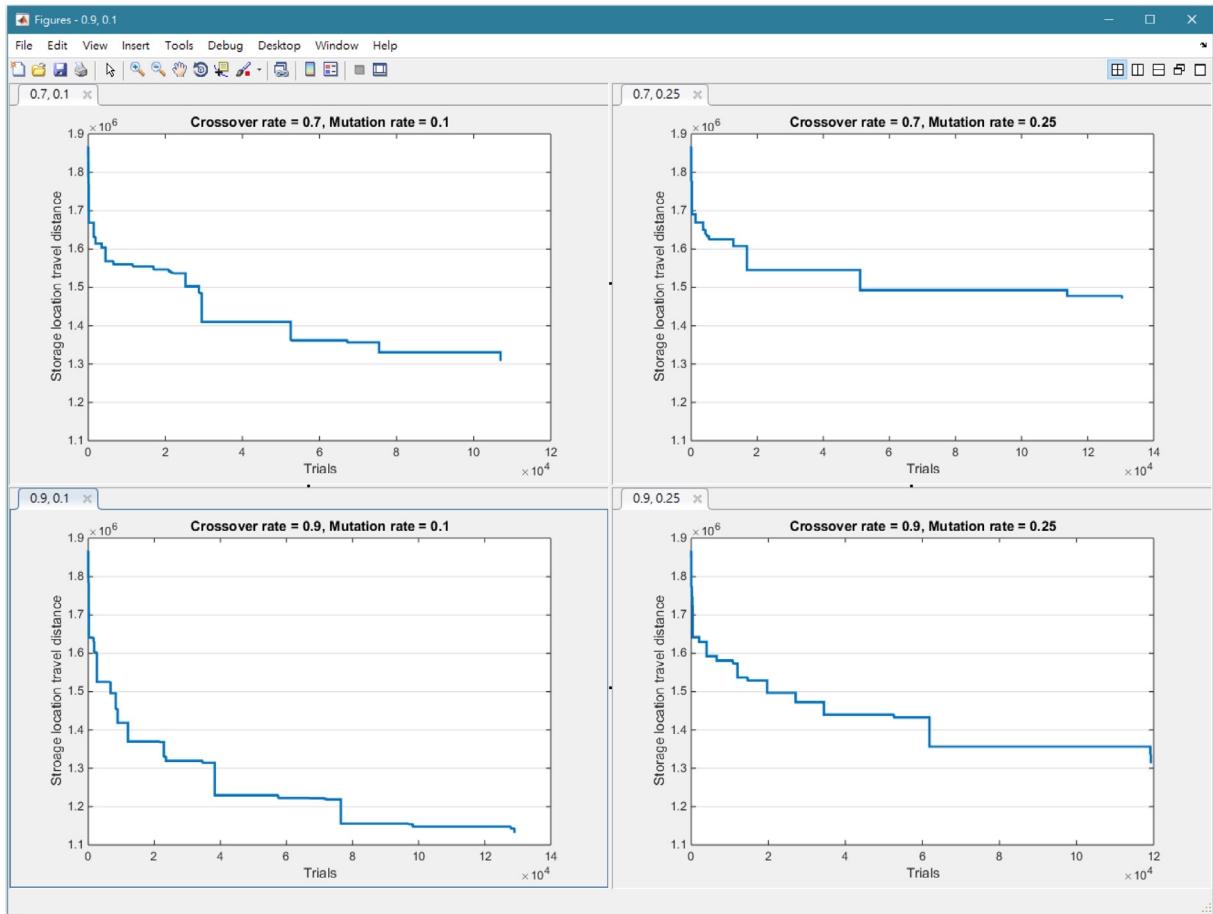 Figures - 0.9, 0.1
File Edit View Insert Tools Debug Desktop Window Help
0.7, 0.1
Crossover rate = 0.7, Mutation rate = 0.1
×10^6
1.9
1.8
1.7
1.6
1.5
1.4
1.3
1.2
1.1
Storage location travel distance
0 2 4 6 8 10 12
Trials
×10^4
0.7, 0.25
Crossover rate = 0.7, Mutation rate = 0.25
×10^6
1.9
1.8
1.7
1.6
1.5
1.4
1.3
1.2
1.1
Storage location travel distance
0 2 4 6 8 10 12 14
Trials
×10^4
0.9, 0.1
Crossover rate = 0.9, Mutation rate = 0.1
×10^6
1.9
1.8
1.7
1.6
1.5
1.4
1.3
1.2
1.1
Stroage location travel distance
0 2 4 6 8 10 12 14
Trials
×10^4
0.9, 0.25
Crossover rate = 0.9, Mutation rate = 0.25
×10^6
1.9
1.8
1.7
1.6
1.5
1.4
1.3
1.2
1.1
Storage location travel distance
0 2 4 6 8 10 12
Trials
×10^4